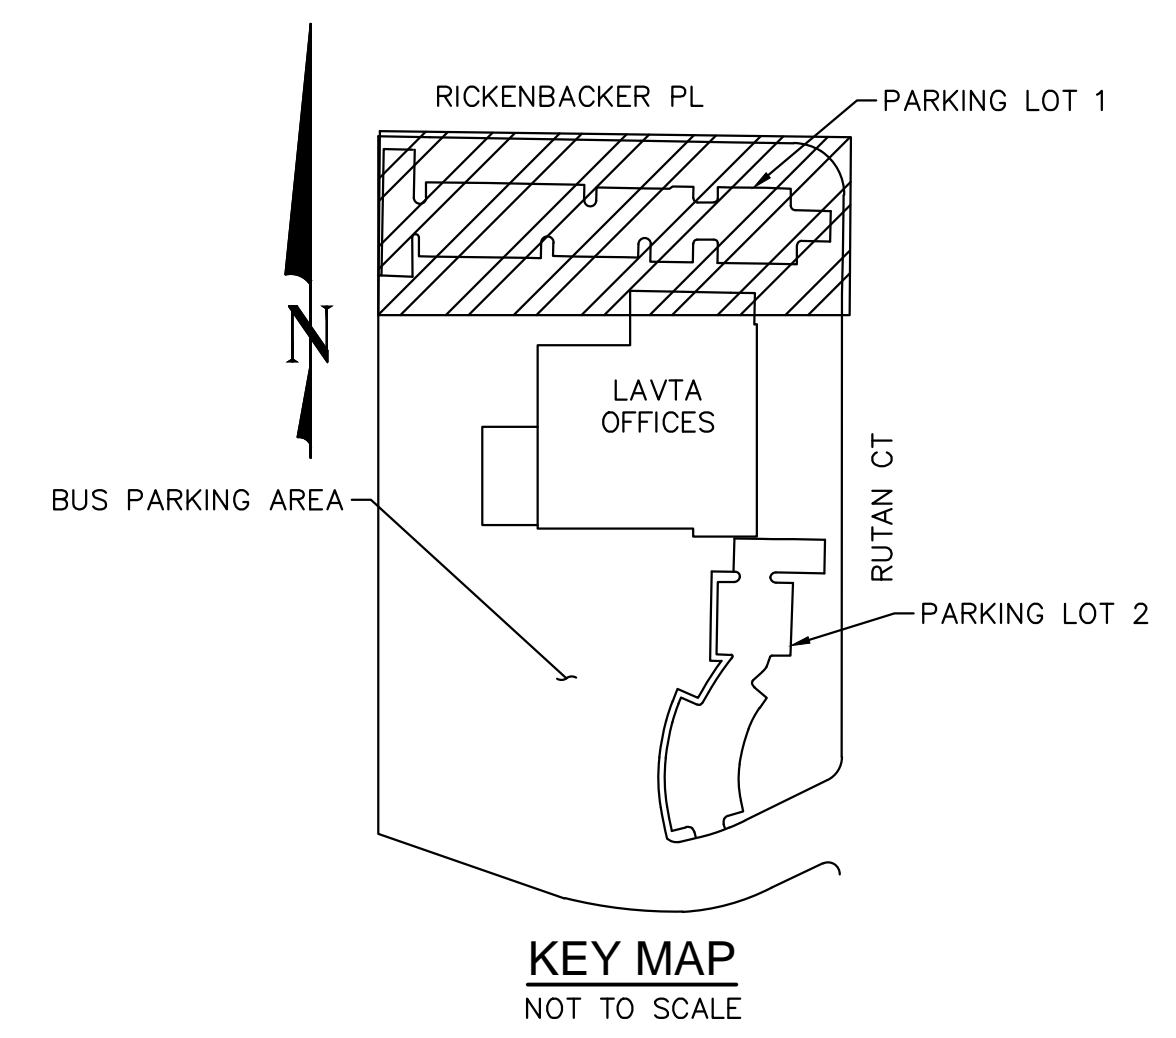 RICKENBACKER PL
PARKING LOT 1
N
LAVTA
OFFICES
RUTAN CT
BUS PARKING AREA
PARKING LOT 2
KEY MAP
NOT TO SCALE